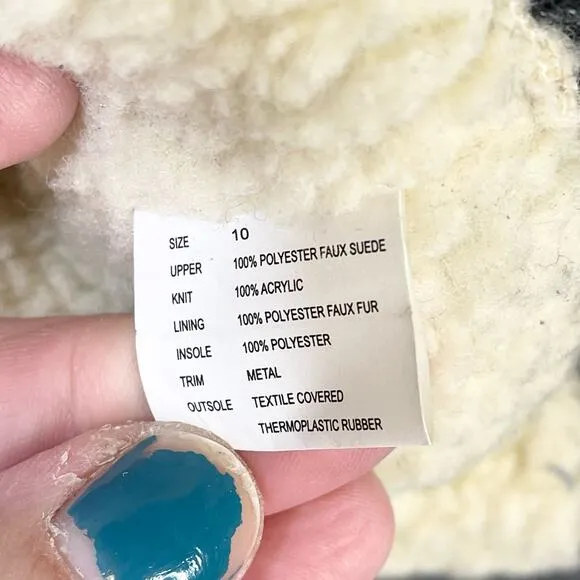 SIZE 10
UPPER 100% POLYESTER FAUX SUEDE
KNIT 100% ACRYLIC
LINING 100% POLYESTER FAUX FUR
INSOLE 100% POLYESTER
TRIM METAL
OUTSOLE TEXTILE COVERED
THERMOPLASTIC RUBBER